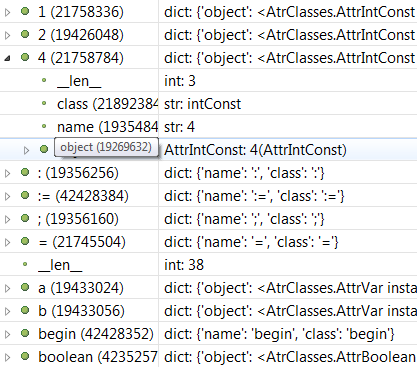 1 (21758336) dict: {'object': <AtrClasses.AttrIntConst
2 (19426048) dict: {'object': <AtrClasses.AttrIntConst
4 (21758784) dict: {'object': <AtrClasses.AttrIntConst
__len__ int: 3
class (21892384 str: intConst
name (1935484 str: 4
object (19269632) AttrIntConst: 4(AttrIntConst)
: (19356256) dict: {'name': ':', 'class': ':'}
:= (42428384) dict: {'name': ':=', 'class': ':='}
; (19356160) dict: {'name': ';', 'class': ';'}
= (21745504) dict: {'name': '=', 'class': '='}
__len__ int: 38
a (19433024) dict: {'object': <AtrClasses.AttrVar insta
b (19433056) dict: {'object': <AtrClasses.AttrVar insta
begin (42428352) dict: {'name': 'begin', 'class': 'begin'}
boolean (4235257 dict: {'object': <AtrClasses.AttrBoolean